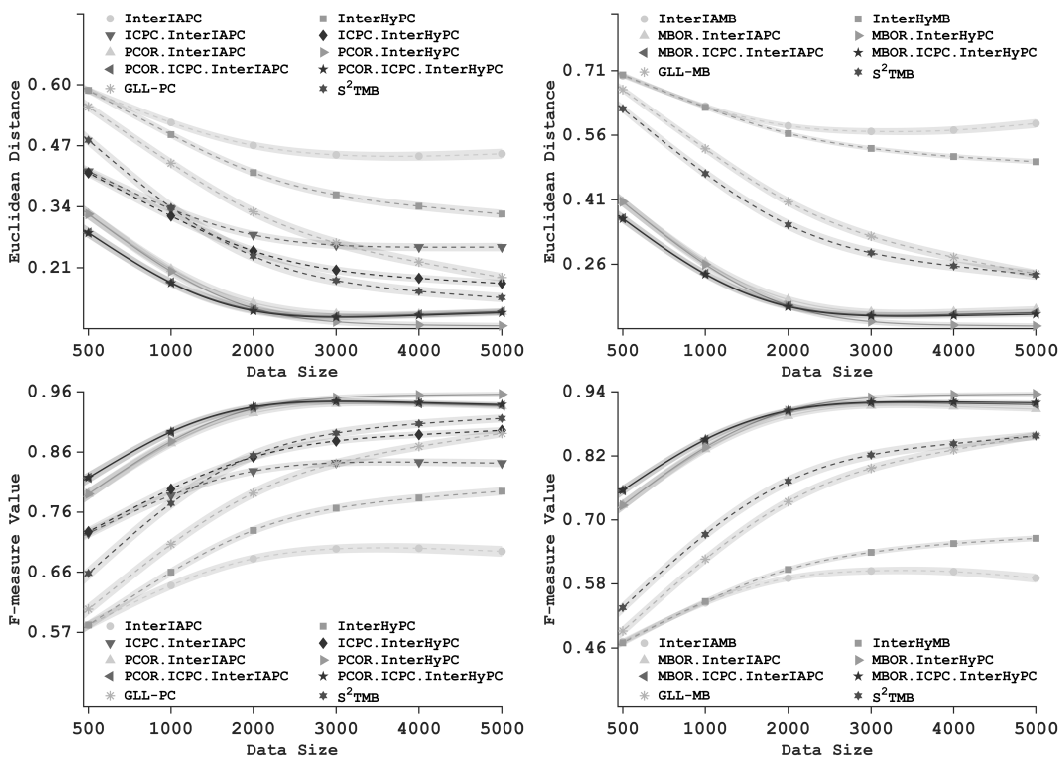 InterIAPC InterHyPC
ICPC.InterIAPC ICPC.InterHyPC
PCOR.InterIAPC PCOR.InterHyPC
PCOR.ICPC.InterIAPC PCOR.ICPC.InterHyPC
GLL-PC S²TMB
Euclidean Distance
0.60
0.47
0.34
0.21
500 1000 2000 3000 4000 5000
Data Size
InterIAMB InterHyMB
MBOR.InterIAPC MBOR.InterHyPC
MBOR.ICPC.InterIAPC MBOR.ICPC.InterHyPC
GLL-MB S²TMB
Euclidean Distance
0.71
0.56
0.41
0.26
500 1000 2000 3000 4000 5000
Data Size
F-measure Value
0.96
0.86
0.76
0.66
0.57
InterIAPC InterHyPC
ICPC.InterIAPC ICPC.InterHyPC
PCOR.InterIAPC PCOR.InterHyPC
PCOR.ICPC.InterIAPC PCOR.ICPC.InterHyPC
GLL-PC S²TMB
500 1000 2000 3000 4000 5000
Data Size
F-measure Value
0.94
0.82
0.70
0.58
0.46
InterIAMB InterHyMB
MBOR.InterIAPC MBOR.InterHyPC
MBOR.ICPC.InterIAPC MBOR.ICPC.InterHyPC
GLL-MB S²TMB
500 1000 2000 3000 4000 5000
Data Size